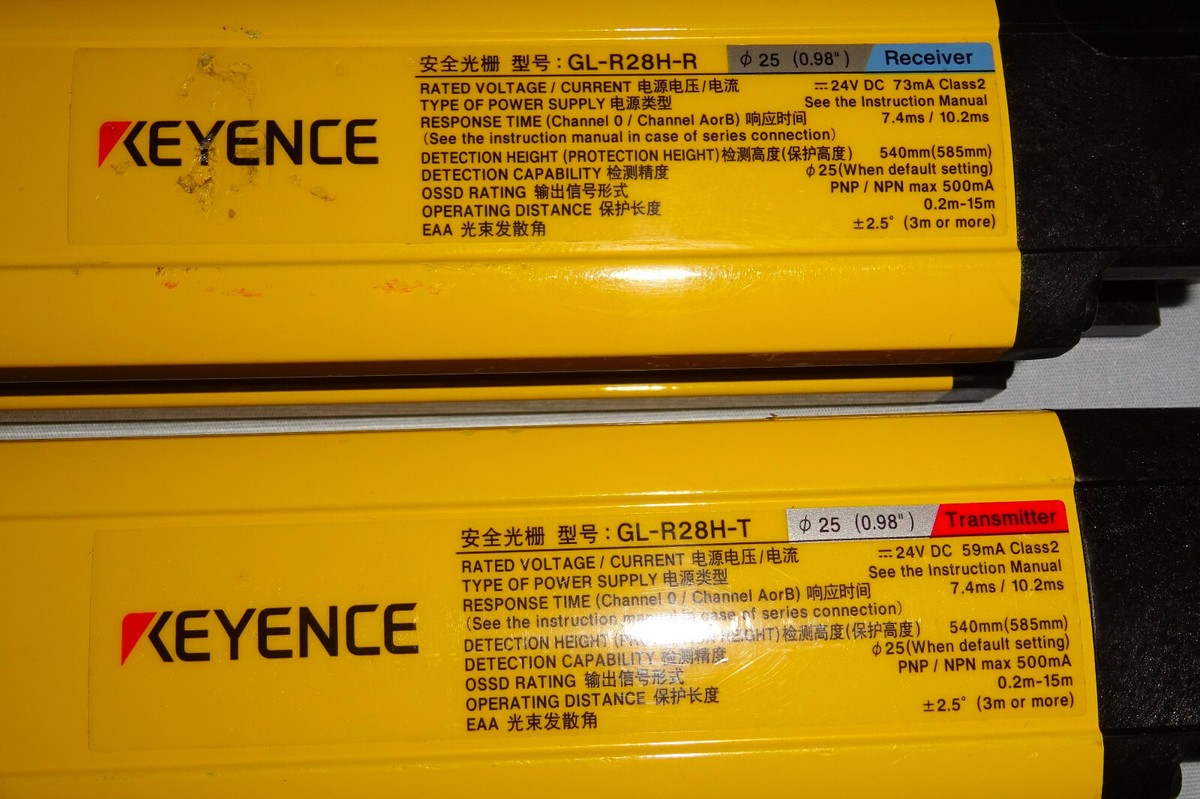 KEYENCE
安全光栅 型号: GL-R28H-R ϕ 25 (0.98") Receiver
RATED VOLTAGE / CURRENT 电源电压/电流 ⎓24V DC 73mA Class2
TYPE OF POWER SUPPLY 电源类型 See the Instruction Manual
RESPONSE TIME (Channel 0 / Channel AorB) 响应时间 7.4ms / 10.2ms
(See the instruction manual in case of series connection)
DETECTION HEIGHT (PROTECTION HEIGHT)检测高度(保护高度) 540mm(585mm)
DETECTION CAPABILITY 检测精度 ϕ25(When default setting)
OSSD RATING 输出信号形式 PNP / NPN max 500mA
OPERATING DISTANCE 保护长度 0.2m-15m
EAA 光束发散角 ±2.5° (3m or more)
KEYENCE
安全光栅 型号: GL-R28H-T ϕ 25 (0.98") Transmitter
RATED VOLTAGE / CURRENT 电源电压/电流 ⎓24V DC 59mA Class2
TYPE OF POWER SUPPLY 电源类型 See the Instruction Manual
RESPONSE TIME (Channel 0 / Channel AorB) 响应时间 7.4ms / 10.2ms
(See the instruction manual in case of series connection)
DETECTION HEIGHT (PROTECTION HEIGHT)检测高度(保护高度) 540mm(585mm)
DETECTION CAPABILITY 检测精度 ϕ25(When default setting)
OSSD RATING 输出信号形式 PNP / NPN max 500mA
OPERATING DISTANCE 保护长度 0.2m-15m
EAA 光束发散角 ±2.5° (3m or more)